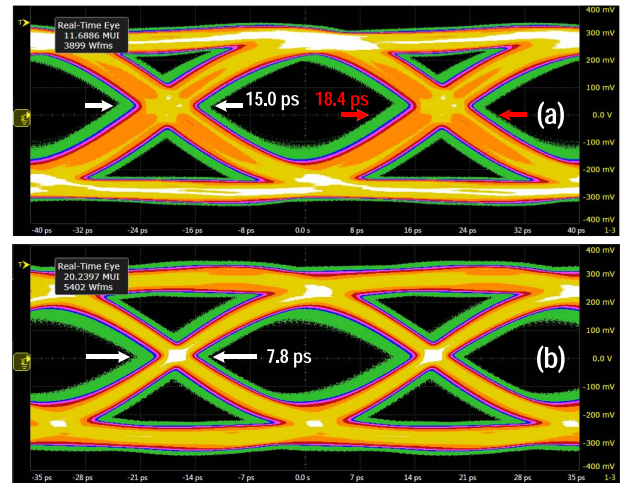 T
Real-Time Eye
11.6886 MUI
3899 Wfms
400 mV
300 mV
200 mV
100 mV
0.0 V
-100 mV
-200 mV
-300 mV
-400 mV
15.0 ps
18.4 ps
(a)
-40 ps -32 ps -24 ps -16 ps -8 ps 0.0 s 8 ps 16 ps 24 ps 32 ps 40 ps 1-3
T
Real-Time Eye
20.2397 MUI
5402 Wfms
400 mV
300 mV
200 mV
100 mV
0.0 V
-100 mV
-200 mV
-300 mV
-400 mV
7.8 ps
(b)
-35 ps -28 ps -21 ps -14 ps -7 ps 0.0 s 7 ps 14 ps 21 ps 28 ps 35 ps 1-3